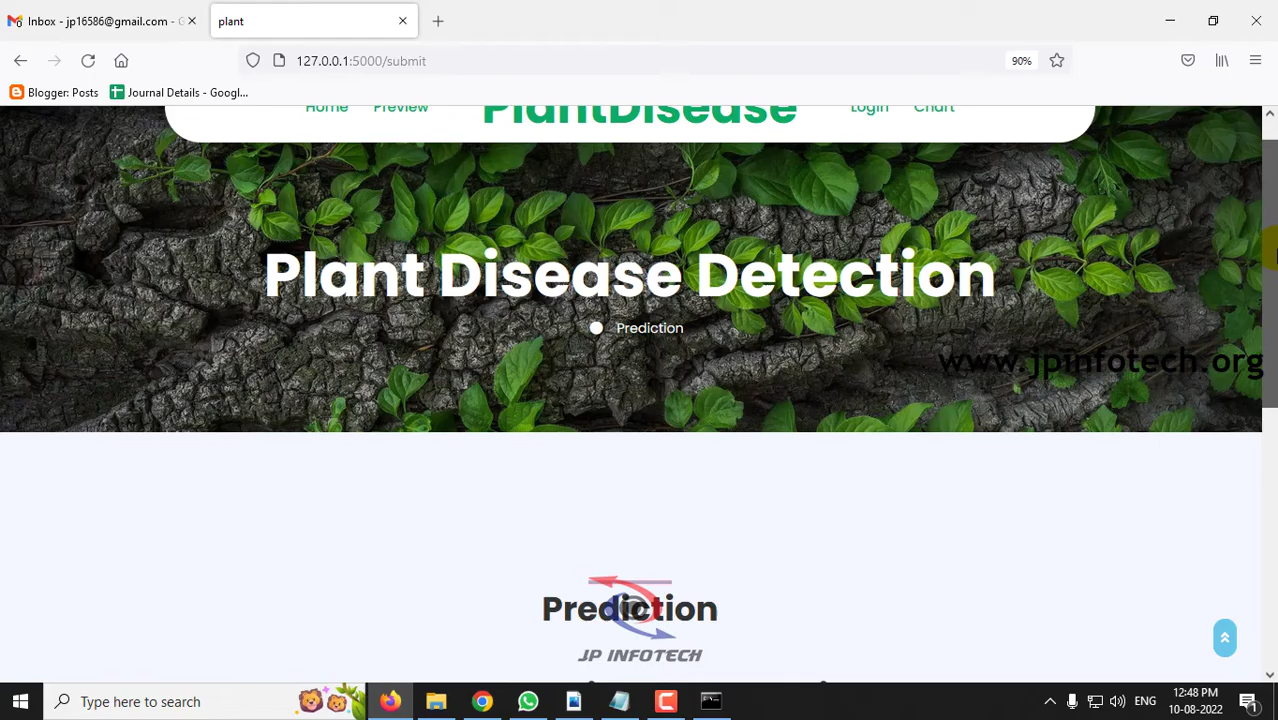 Inbox - jp16586@gmail.com - G
plant
127.0.0.1:5000/submit
90%
Blogger: Posts
Journal Details - Googl...
Home
Preview
PlantDisease
Login
Chart
Plant Disease Detection
Prediction
www.jpinfotech.org
Prediction
JP INFOTECH
Type here to search
ENG
12:48 PM
10-08-2022
1